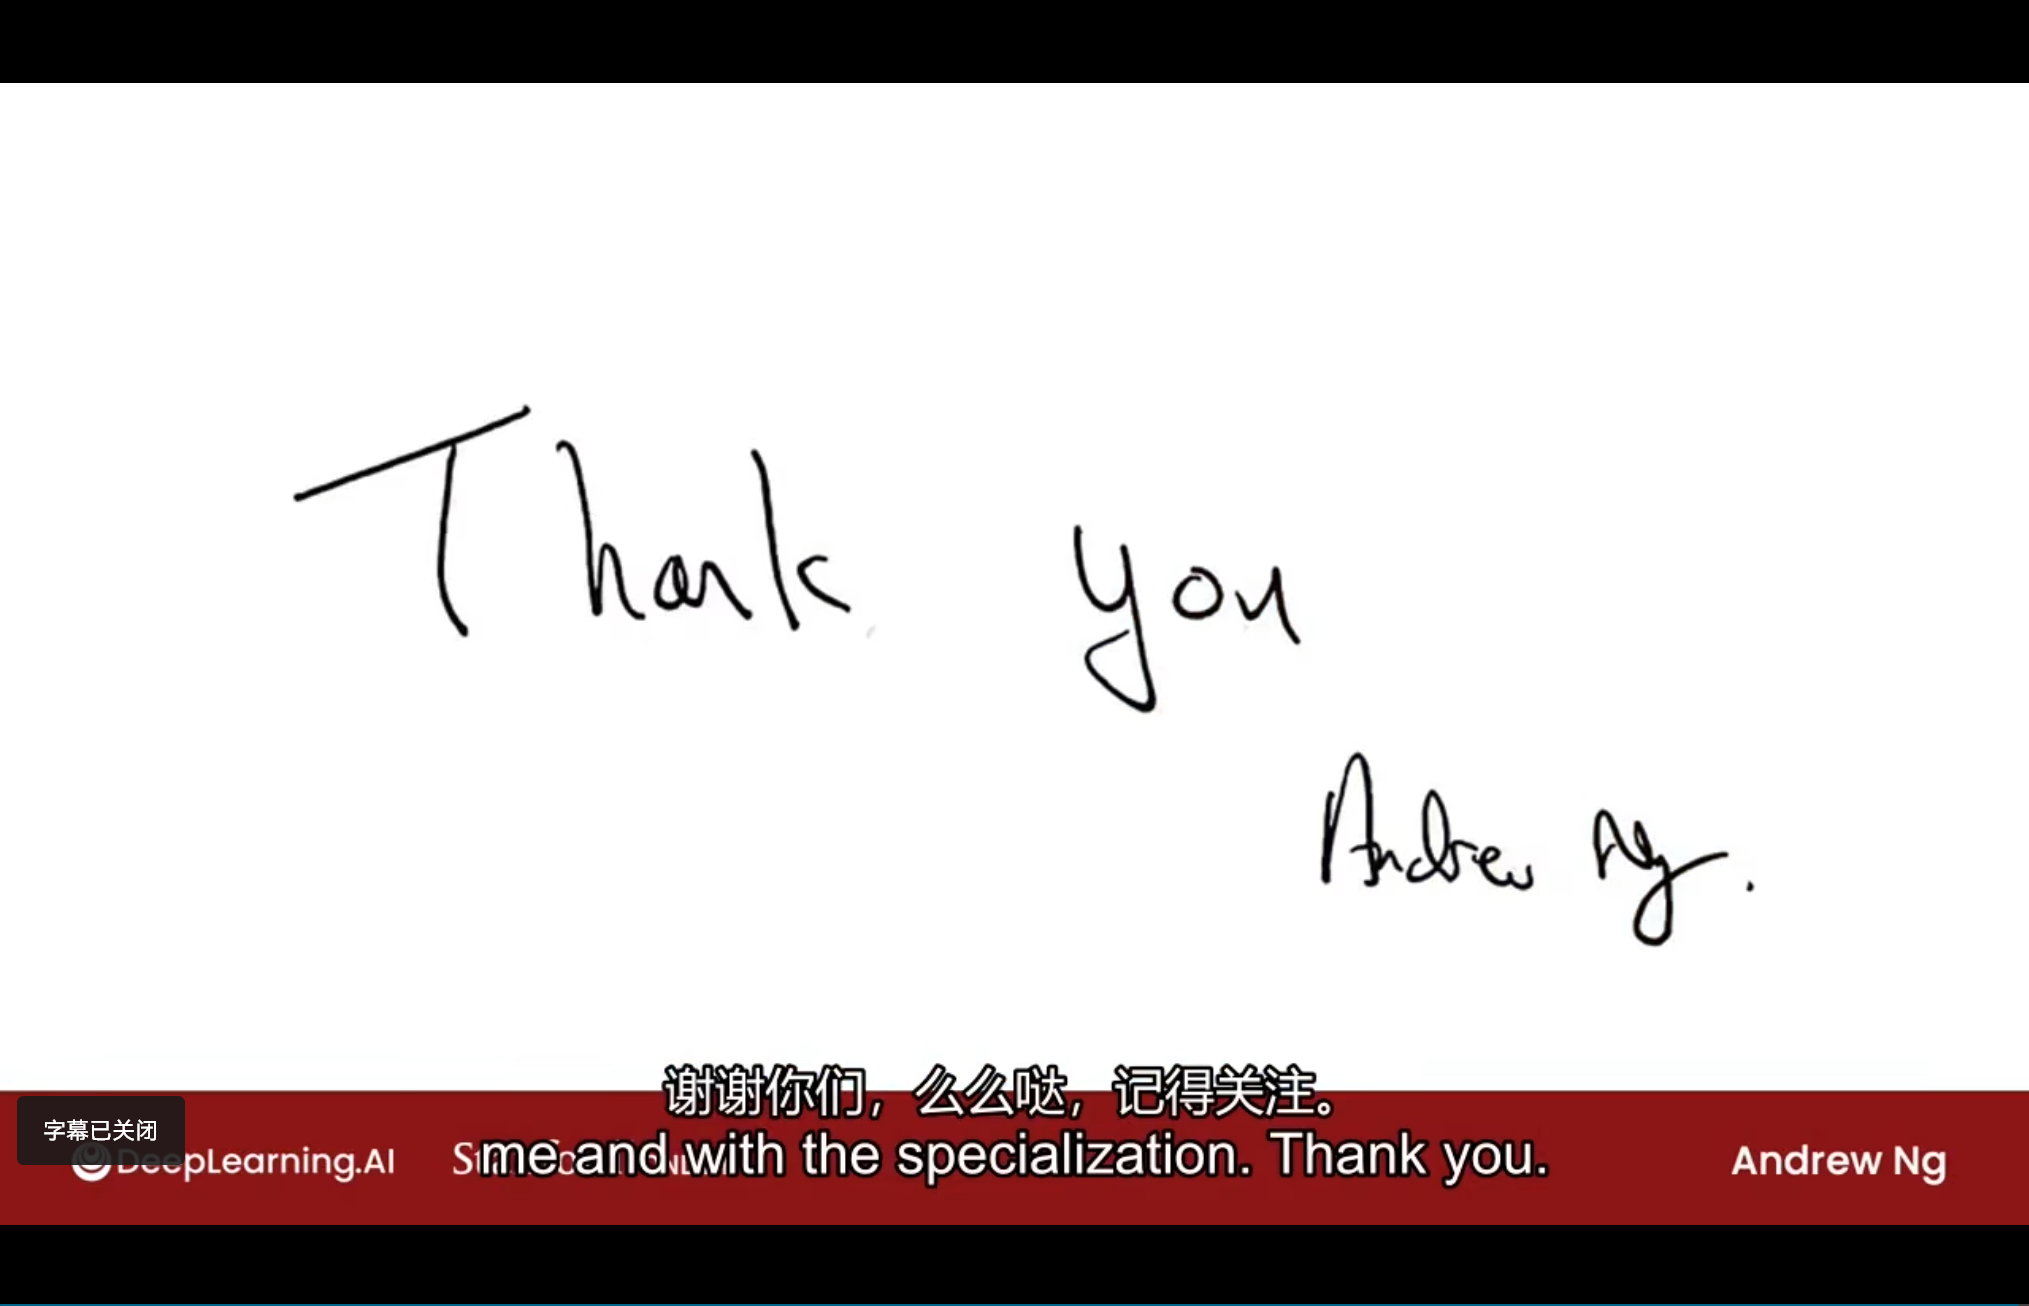 Thank you
Andrew Ng.
谢谢你们，么么哒，记得关注。
字幕已关闭
DeepLearning.AI
me and with the specialization. Thank you.
Andrew Ng